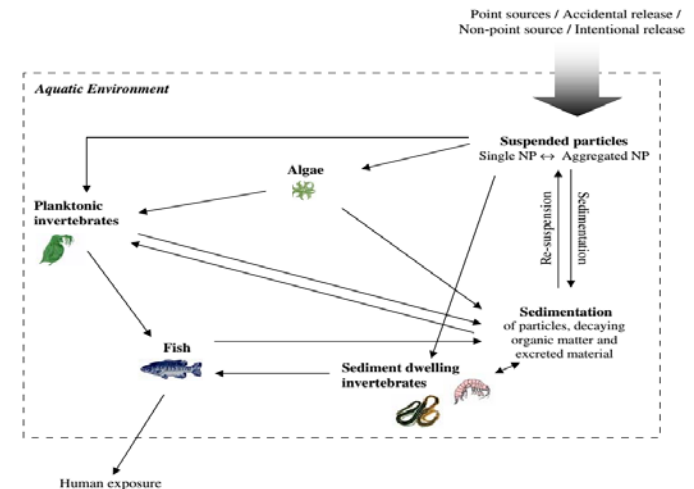 Point sources / Accidental release /
Non-point source / Intentional release
Aquatic Environment
Suspended particles
Single NP ↔ Aggregated NP
Algae
Planktonic
invertebrates
Re-suspension
Sedimentation
Sedimentation
of particles, decaying
organic matter and
excreted material
Fish
Sediment dwelling
invertebrates
Human exposure